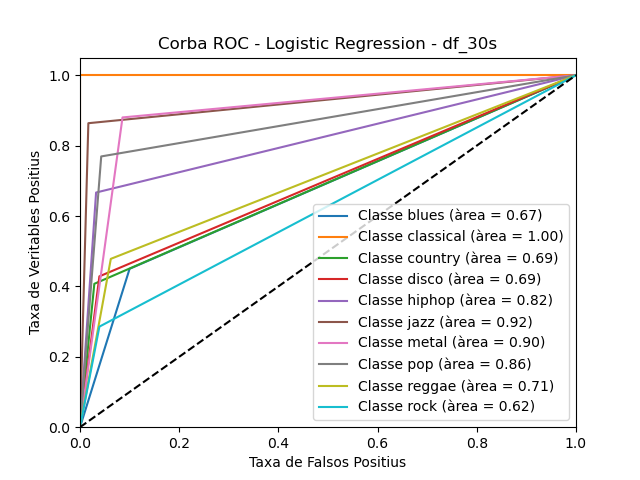 Corba ROC - Logistic Regression - df_30s
Taxa de Veritables Positius
1.0
0.8
0.6
0.4
0.2
0.0
0.0 0.2 0.4 0.6 0.8 1.0
Taxa de Falsos Positius
Classe blues (àrea = 0.67)
Classe classical (àrea = 1.00)
Classe country (àrea = 0.69)
Classe disco (àrea = 0.69)
Classe hiphop (àrea = 0.82)
Classe jazz (àrea = 0.92)
Classe metal (àrea = 0.90)
Classe pop (àrea = 0.86)
Classe reggae (àrea = 0.71)
Classe rock (àrea = 0.62)